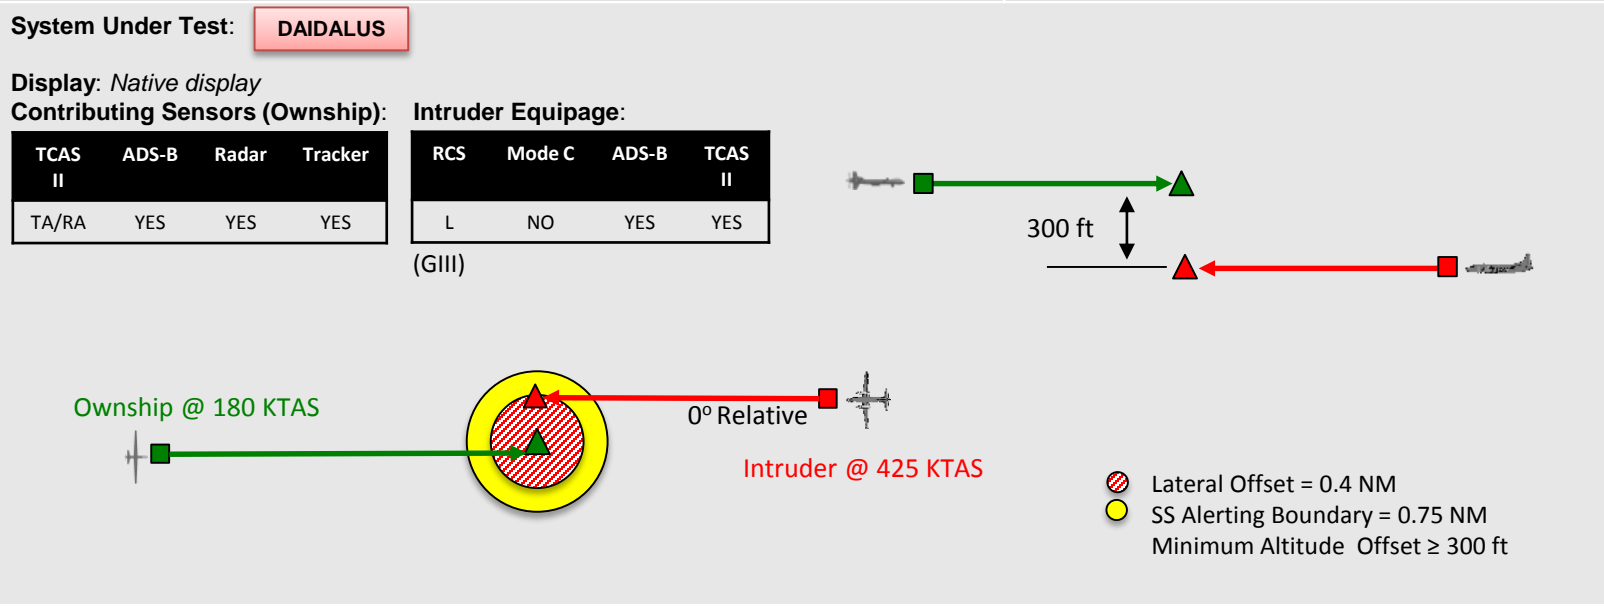 System Under Test: DAIDALUS
Display: Native display
Contributing Sensors (Ownship): Intruder Equipage:
TCAS II ADS-B Radar Tracker
TA/RA YES YES YES
RCS Mode C ADS-B TCAS II
L NO YES YES
(GIII)
300 ft
Ownship @ 180 KTAS
0º Relative
Intruder @ 425 KTAS
Lateral Offset = 0.4 NM
SS Alerting Boundary = 0.75 NM
Minimum Altitude Offset ≥ 300 ft